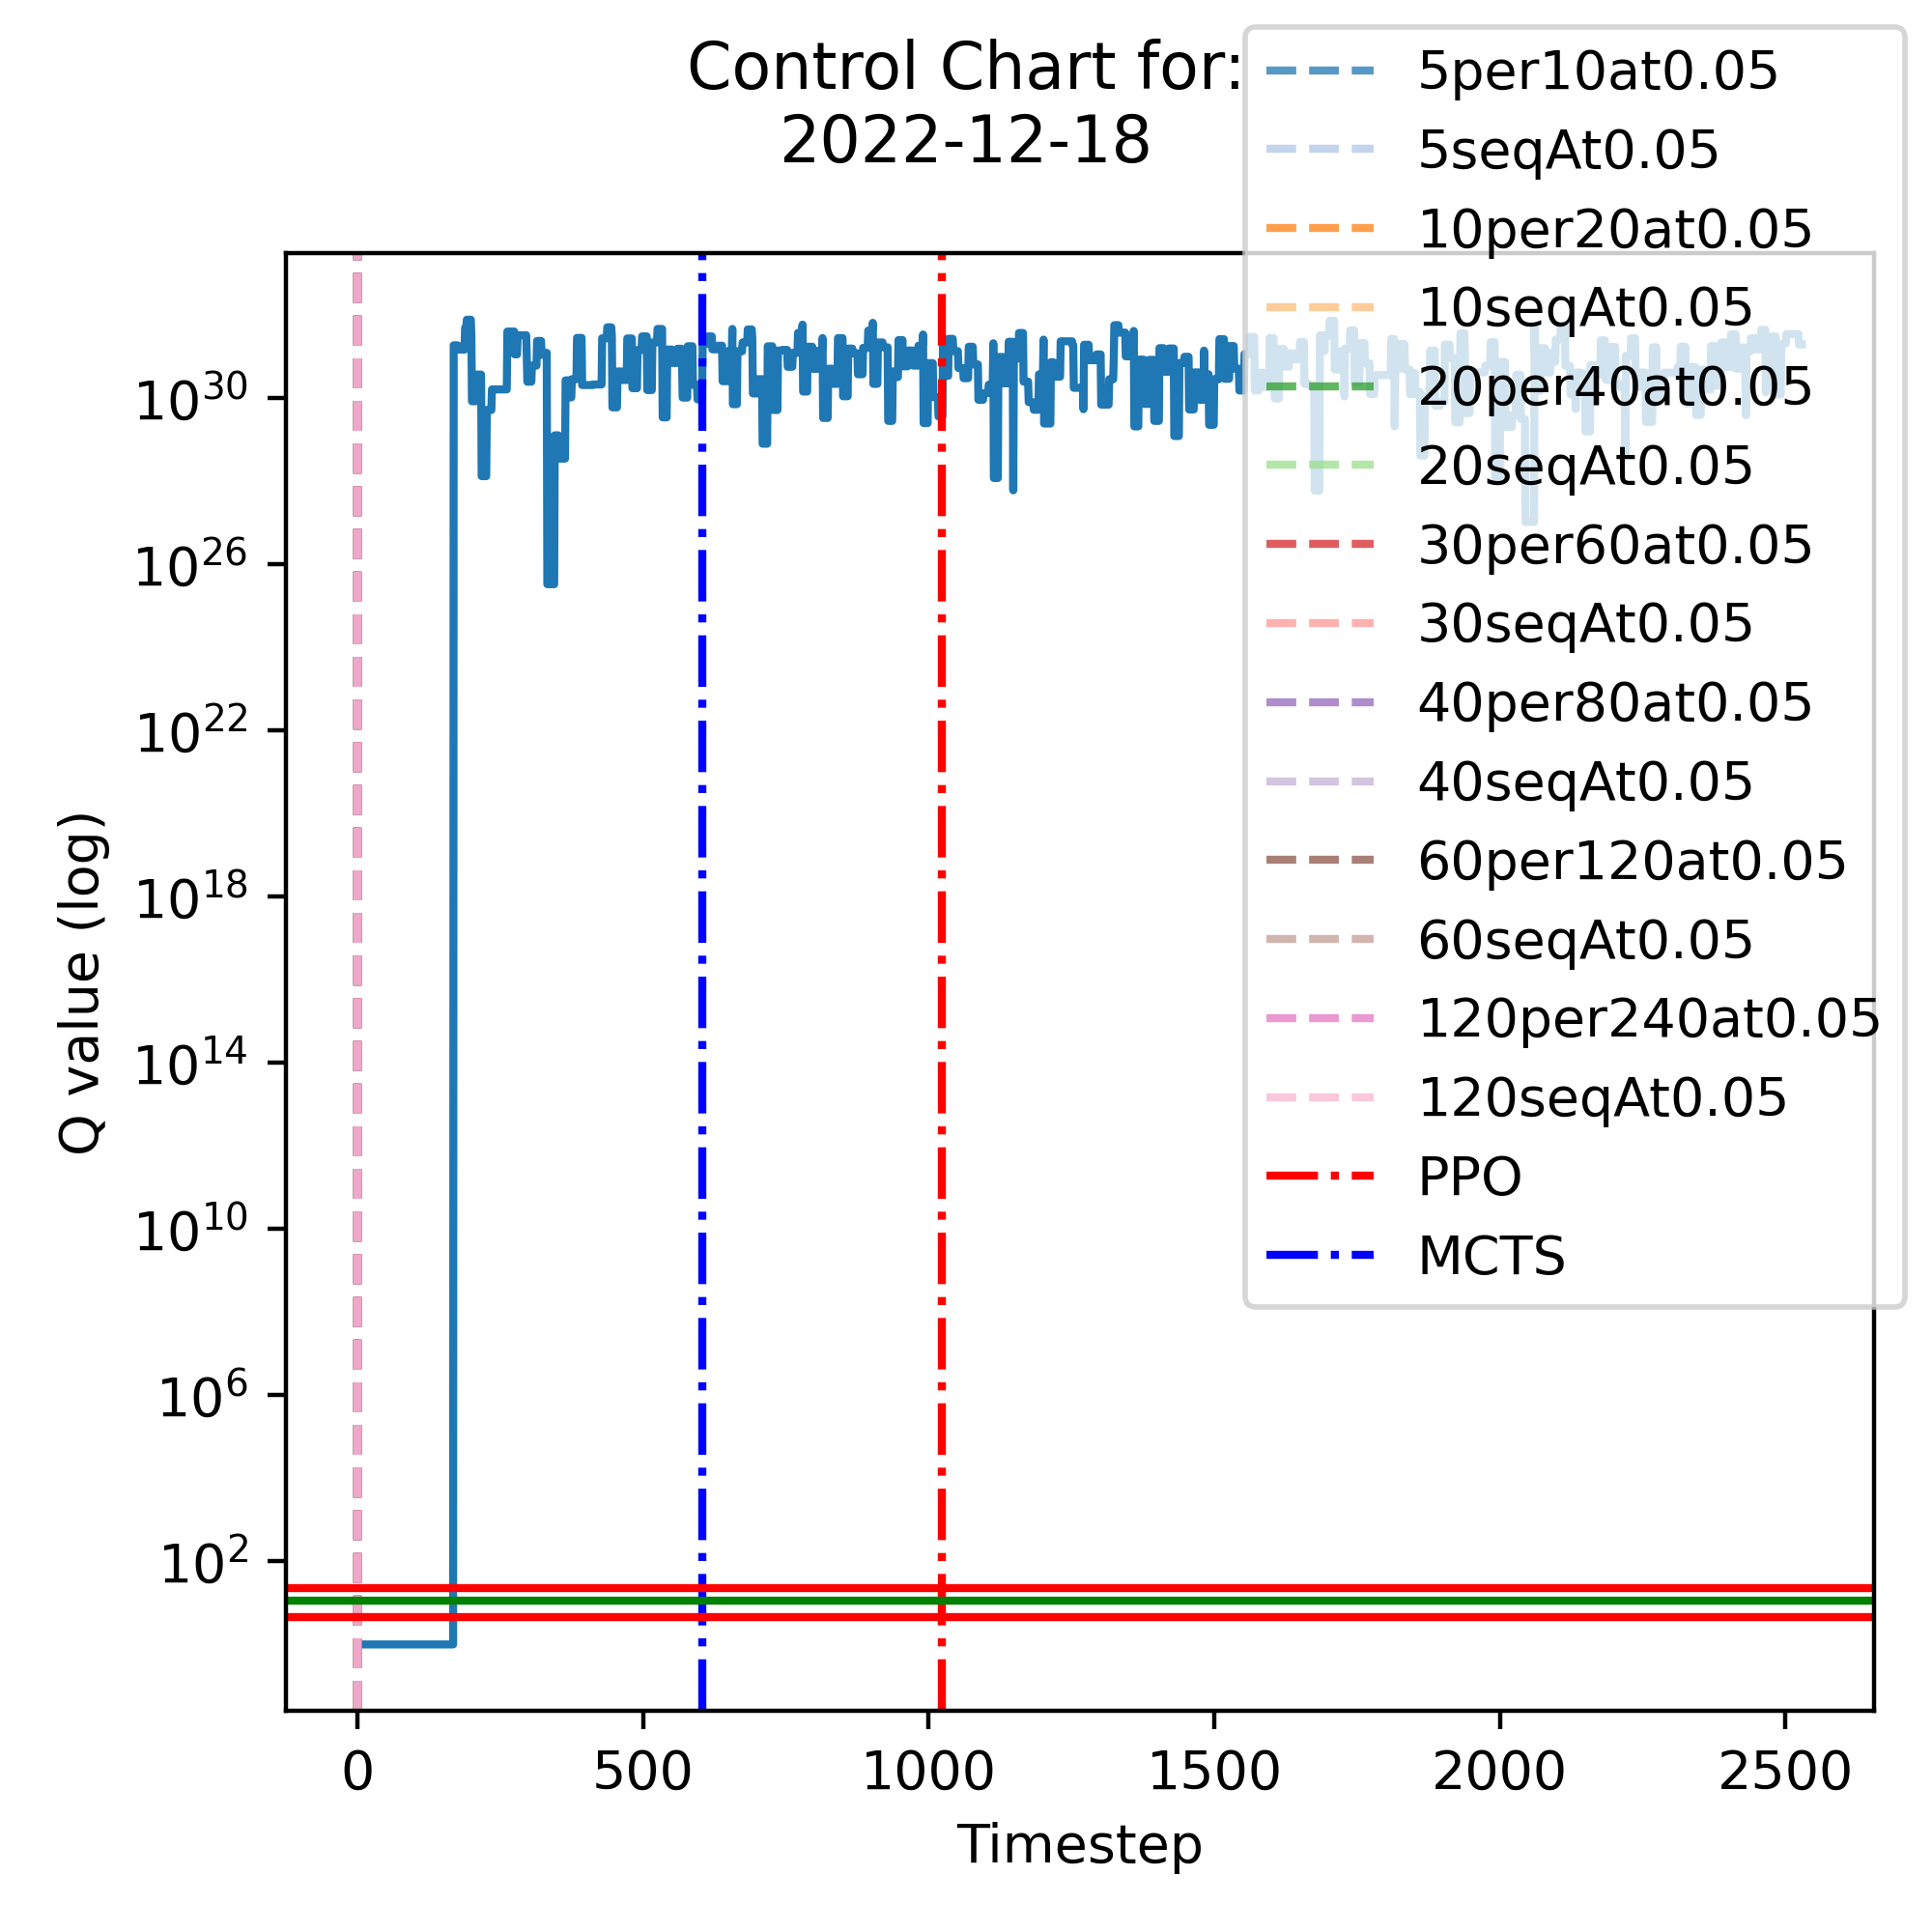 Control Chart for:
2022-12-18
5per10at0.05
5seqAt0.05
10per20at0.05
10seqAt0.05
20per40at0.05
20seqAt0.05
30per60at0.05
30seqAt0.05
40per80at0.05
40seqAt0.05
60per120at0.05
60seqAt0.05
120per240at0.05
120seqAt0.05
PPO
MCTS
Q value (log)
10^30
10^26
10^22
10^18
10^14
10^10
10^6
10^2
0 500 1000 1500 2000 2500
Timestep